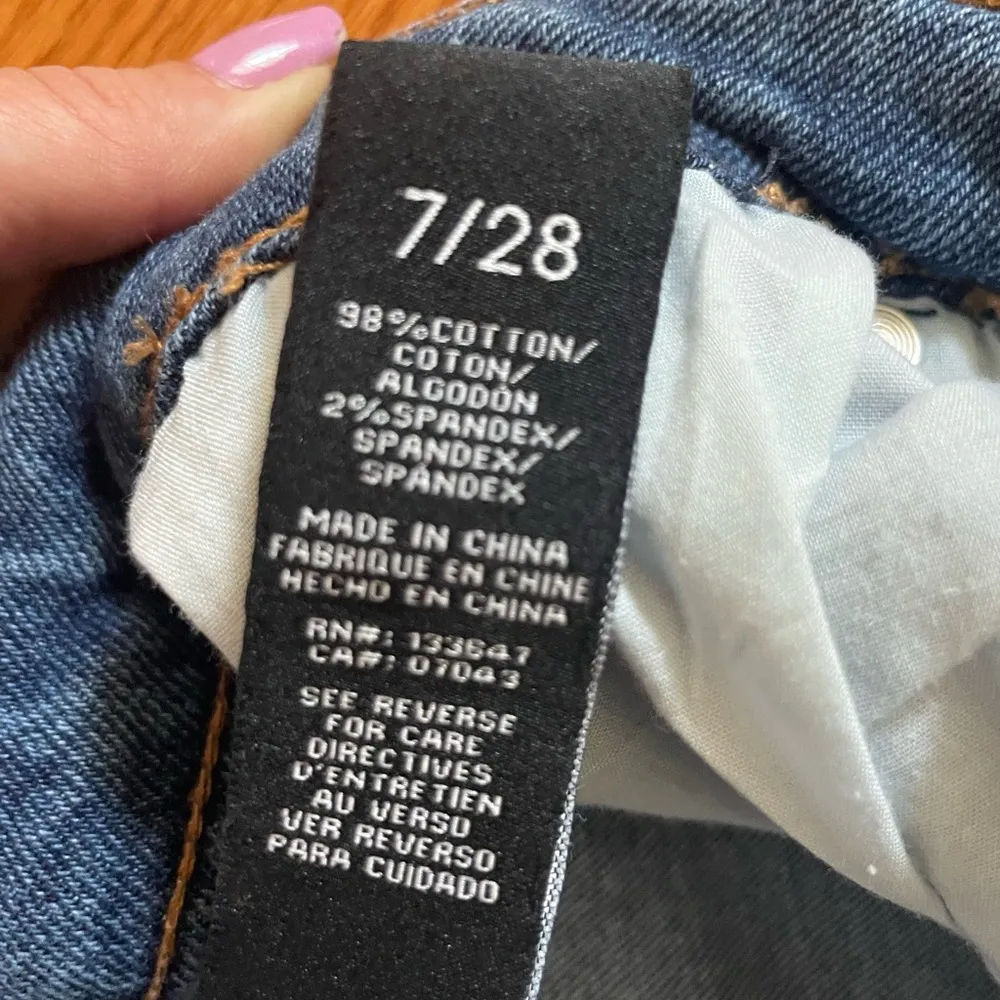 7/28
98%COTTON/
COTON/
ALGODÓN
2%SPANDEX/
SPANDEX/
SPANDEX
MADE IN CHINA
FABRIQUE EN CHINE
HECHO EN CHINA
RN#: 133647
CA#: 07043
SEE REVERSE
FOR CARE
DIRECTIVES
D'ENTRETIEN
AU VERSO
VER REVERSO
PARA CUIDADO